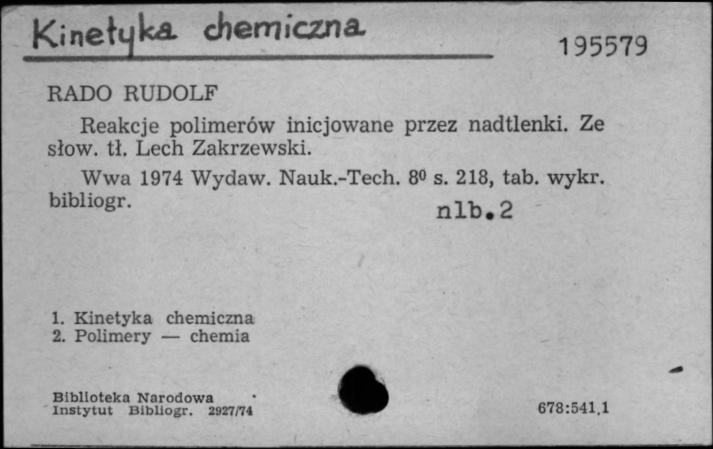 Kinetyka chemiczna
195579
RADO RUDOLF
Reakcje polimerów inicjowane przez nadtlenki. Ze
słow. tł. Lech Zakrzewski.
Wwa 1974 Wydaw. Nauk.-Tech. 8⁰ s. 218, tab. wykr.
bibliogr.
nlb.2
1. Kinetyka chemiczna
2. Polimery — chemia
Biblioteka Narodowa
Instytut Bibliogr. 2927/74
678:541.1